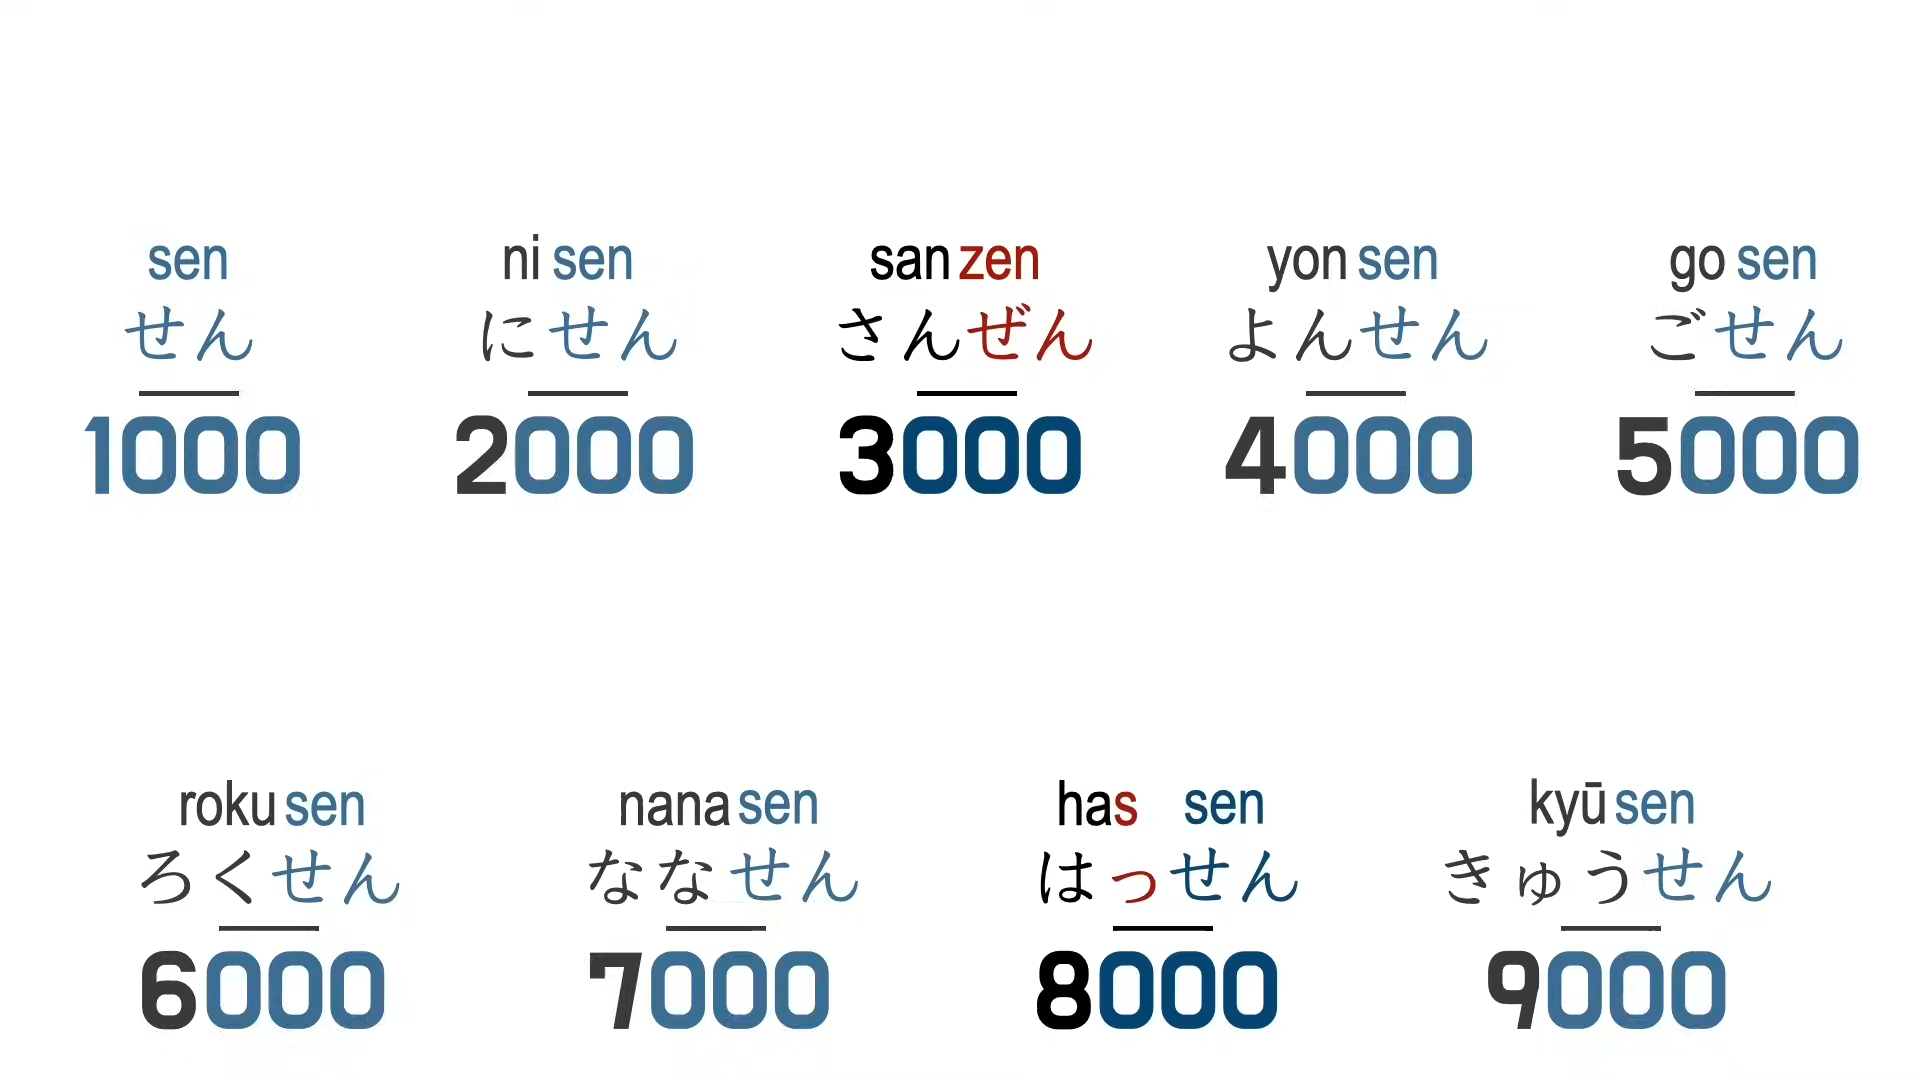 sen
せん
1000
ni sen
にせん
2000
san zen
さんぜん
3000
yon sen
よんせん
4000
go sen
ごせん
5000
roku sen
ろくせん
6000
nana sen
ななせん
7000
has sen
はっせん
8000
kyū sen
きゅうせん
9000